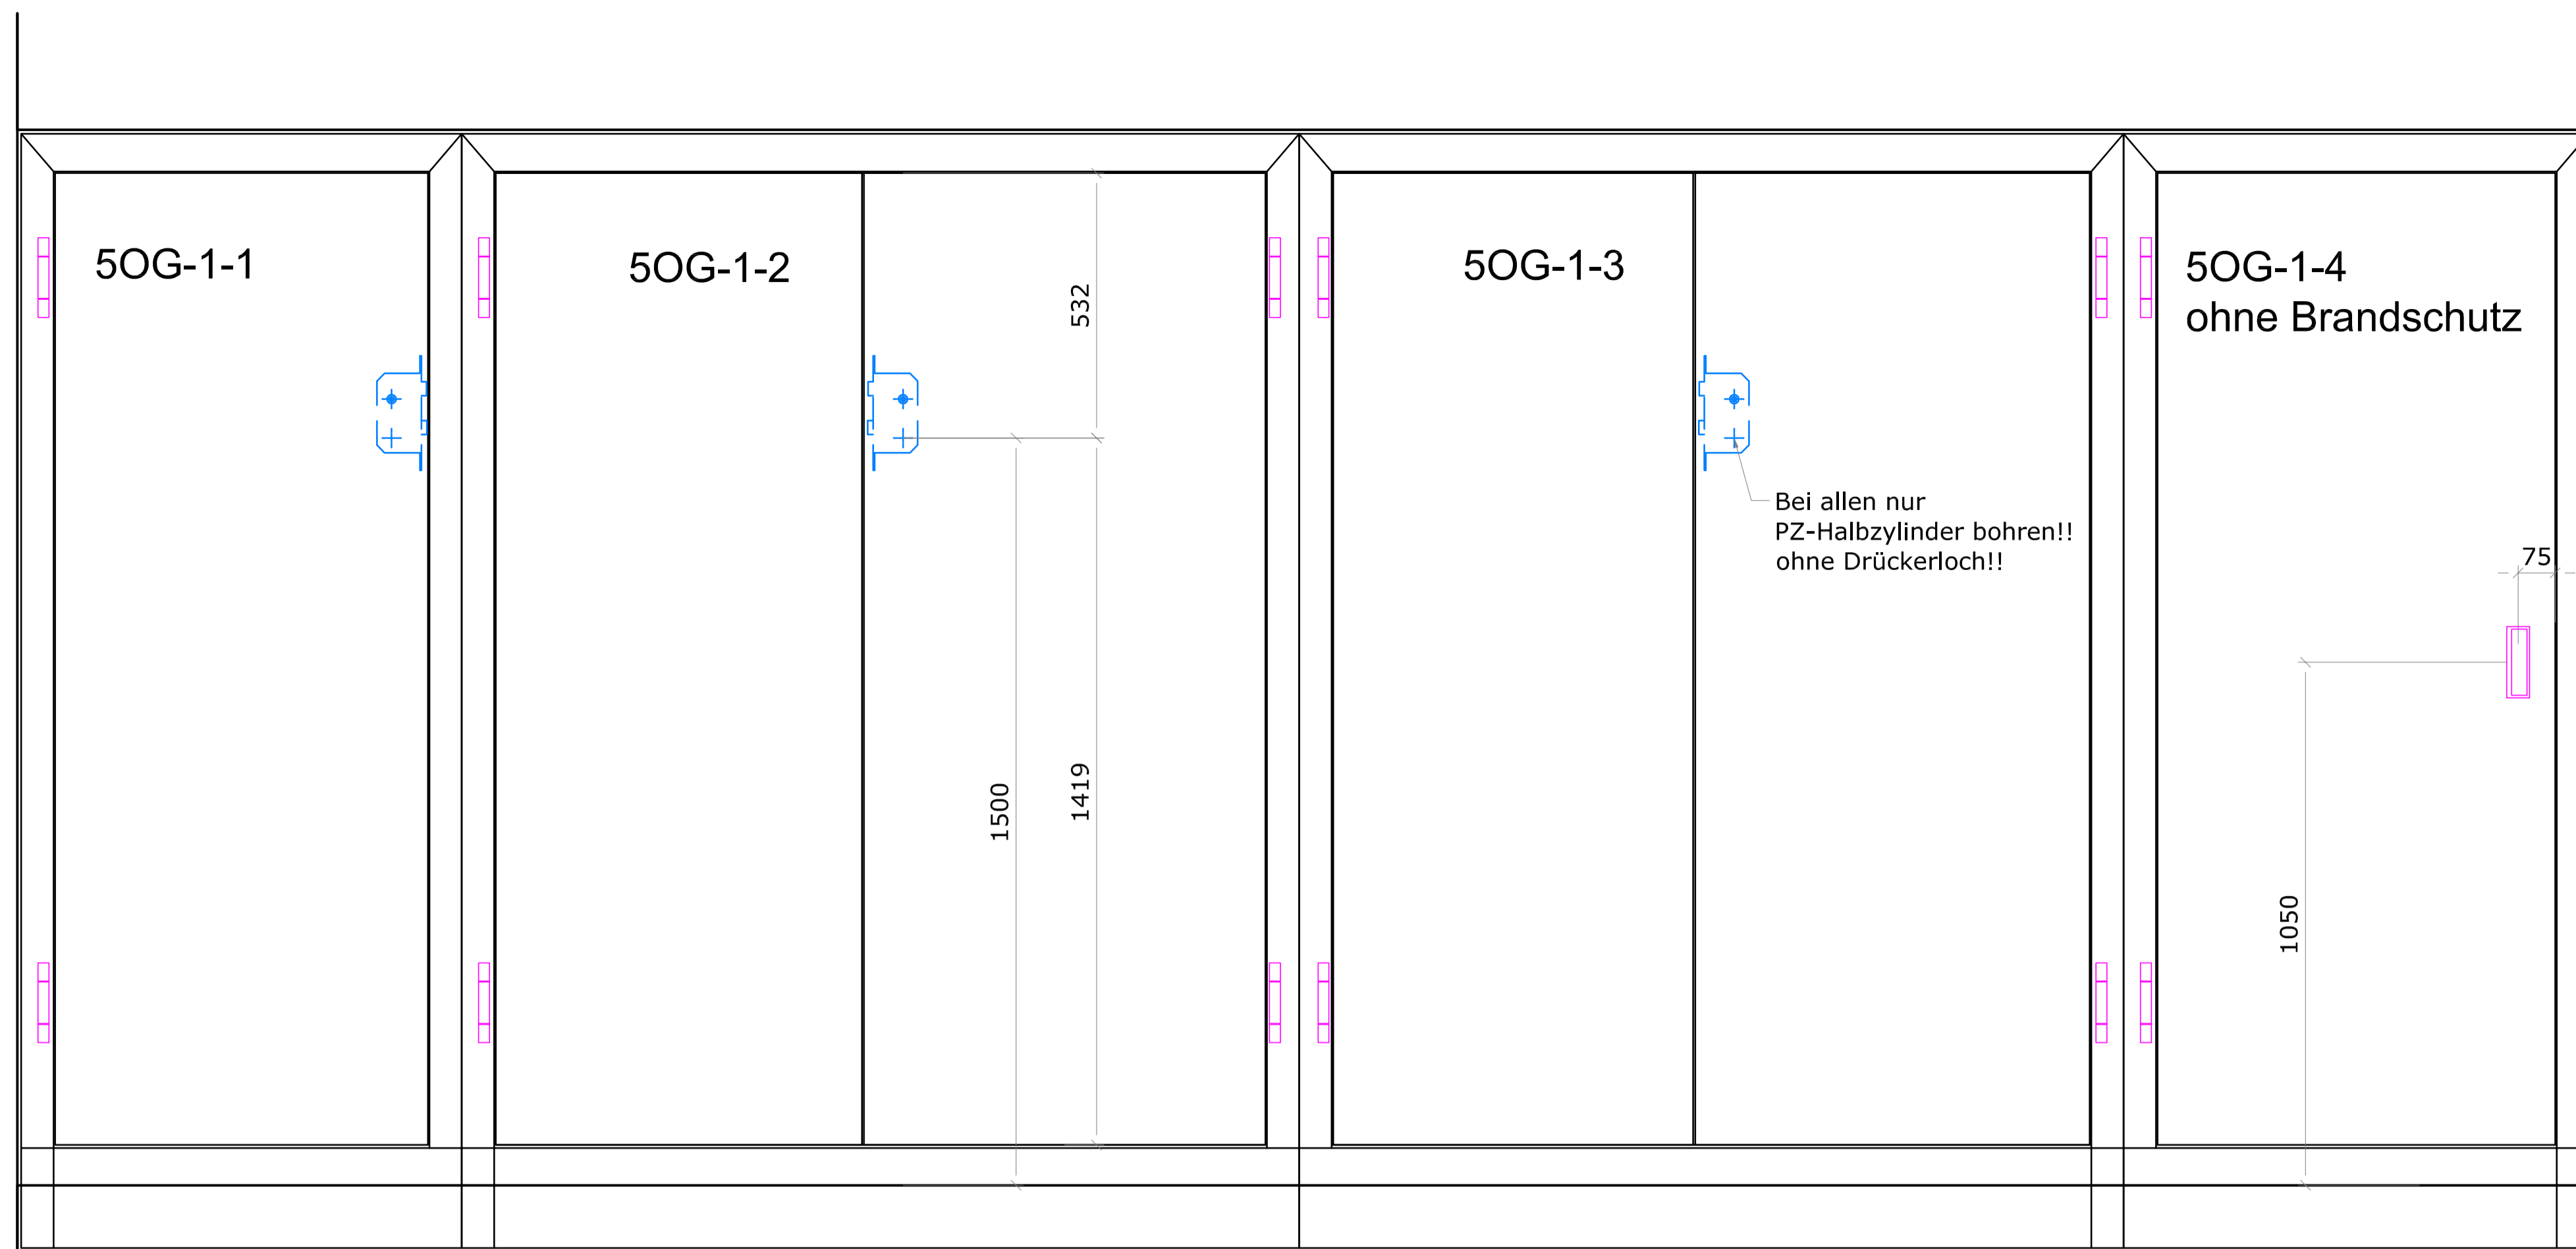 5OG-1-1
5OG-1-2
5OG-1-3
5OG-1-4
ohne Brandschutz
532
Bei allen nur
PZ-Halbzylinder bohren!!
ohne Drückerloch!!
75
1500
1419
1050